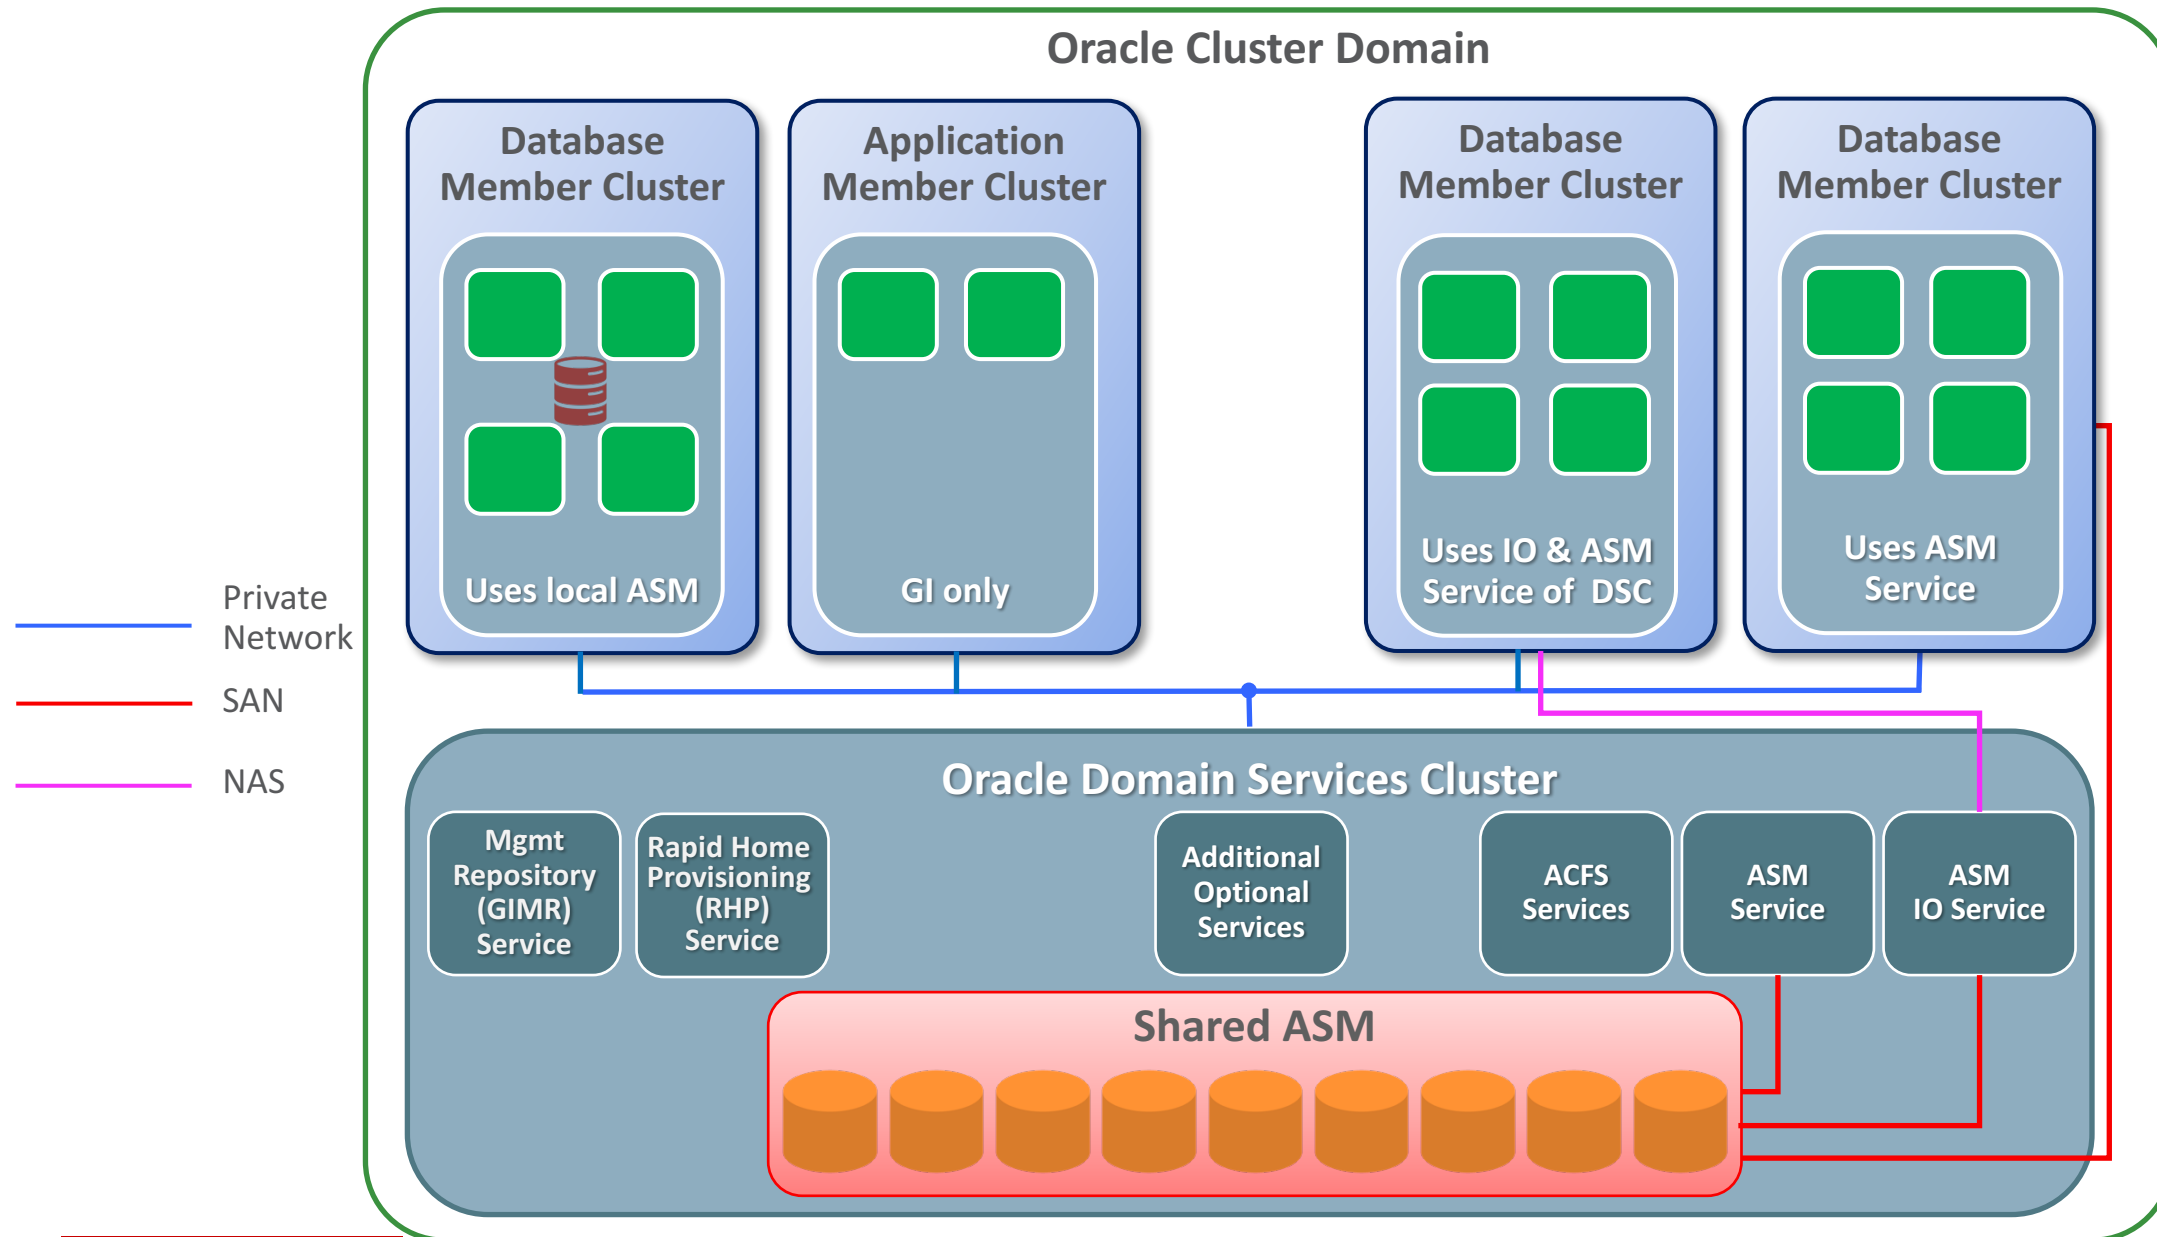 Oracle Cluster Domain
Database
Member Cluster
Uses local ASM
Application
Member Cluster
GI only
Database
Member Cluster
Uses IO & ASM
Service of DSC
Database
Member Cluster
Uses ASM
Service
Private
Network
SAN
NAS
Oracle Domain Services Cluster
Mgmt
Repository
(GIMR)
Service
Rapid Home
Provisioning
(RHP)
Service
Additional
Optional
Services
ACFS
Services
ASM
Service
ASM
IO Service
Shared ASM